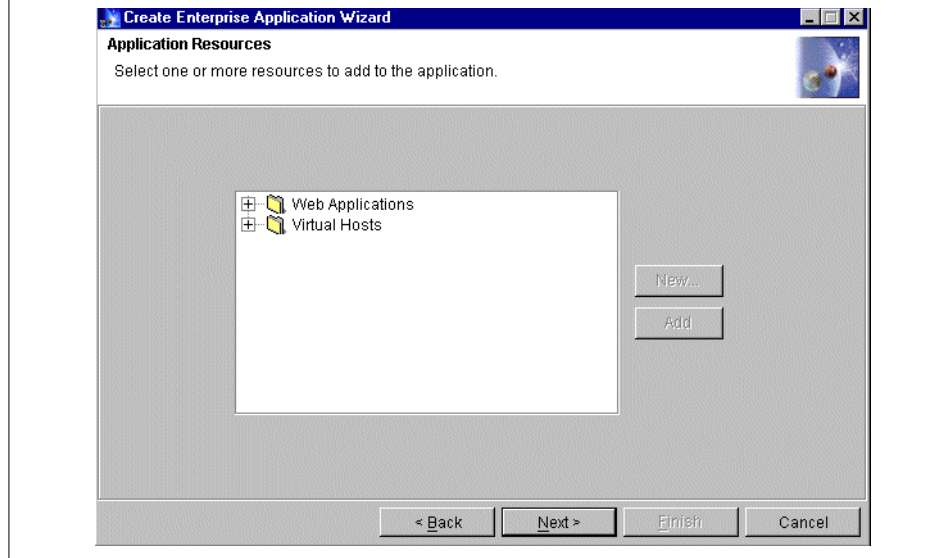 Create Enterprise Application Wizard
Application Resources
Select one or more resources to add to the application.
Web Applications
Virtual Hosts
New...
Add
< Back
Next >
Finish
Cancel